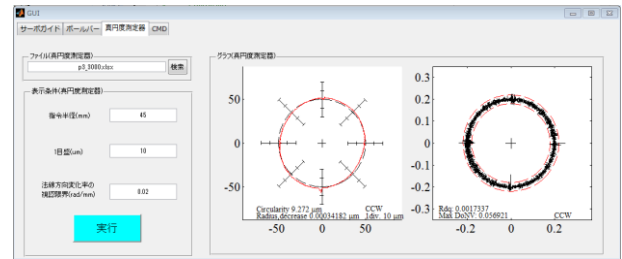 GUI
サーボガイド ボールバー 真円度測定器 CMD
ファイル(真円度測定器)
p3_1000.xlsx 検索
表示条件(真円度測定器)
指令半径(mm) 45
1目盛(um) 10
法線方向変化率の
視認限界(rad/mm) 0.02
実行
グラフ(真円度測定器)
50
0
-50
-50 0 50
Circularity 9.272 μm CCW
Radius,decrease 0.00034182 μm 1div. 10 μm
0.3
0.2
0.1
0
-0.1
-0.2
-0.3
-0.2 0 0.2
Rdq: 0.0017337
Max DoNV: 0.056921 CCW